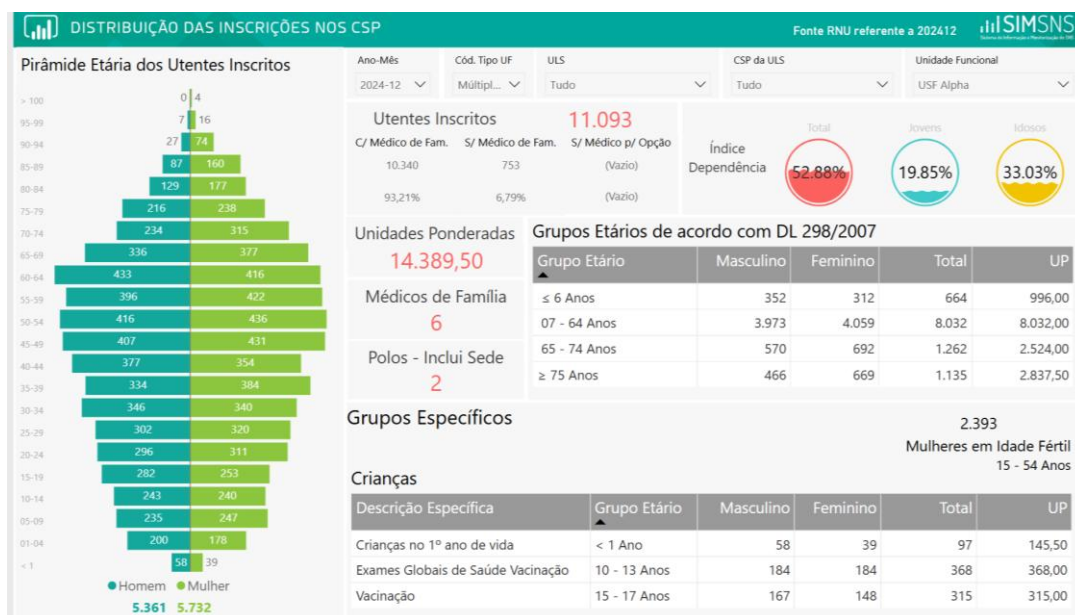 DISTRIBUIÇÃO DAS INSCRIÇÕES NOS CSP
Fonte RNU referente a 202412
SIMSNS
Pirâmide Etária dos Utentes Inscritos
> 100 0 4
95-99 7 16
90-94 27 74
85-89 87 160
80-84 129 177
75-79 216 238
70-74 234 315
65-69 336 377
60-64 433 416
55-59 396 422
50-54 416 436
45-49 407 431
40-44 377 354
35-39 334 384
30-34 346 340
25-29 302 320
20-24 296 311
15-19 282 253
10-14 243 240
05-09 235 247
01-04 200 178
< 1 58 39
Homem Mulher
5.361 5.732
Ano-Mês Cód. Tipo UF ULS CSP da ULS Unidade Funcional
2024-12 Múltipl... Tudo Tudo USF Alpha
Utentes Inscritos 11.093
C/ Médico de Fam. S/ Médico de Fam. S/ Médico p/ Opção
10.340 753 (Vazio)
93,21% 6,79% (Vazio)
Índice
Dependência
Total Jovens Idosos
52.88% 19.85% 33.03%
Unidades Ponderadas
14.389,50
Médicos de Família
6
Polos - Inclui Sede
2
Grupos Etários de acordo com DL 298/2007
Grupo Etário Masculino Feminino Total UP
≤ 6 Anos 352 312 664 996,00
07 - 64 Anos 3.973 4.059 8.032 8.032,00
65 - 74 Anos 570 692 1.262 2.524,00
≥ 75 Anos 466 669 1.135 2.837,50
Grupos Específicos
2.393
Mulheres em Idade Fértil
15 - 54 Anos
Crianças
Descrição Específica Grupo Etário Masculino Feminino Total UP
Crianças no 1º ano de vida < 1 Ano 58 39 97 145,50
Exames Globais de Saúde Vacinação 10 - 13 Anos 184 184 368 368,00
Vacinação 15 - 17 Anos 167 148 315 315,00